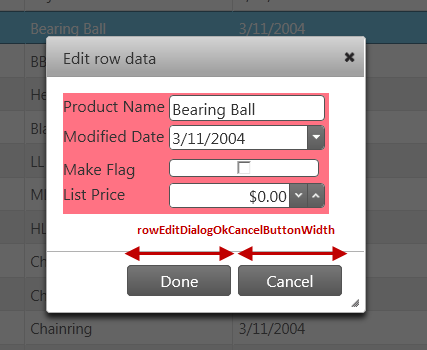 Bearing Ball 3/11/2004
Edit row data
BB
Product Name Bearing Ball
He
Modified Date 3/11/2004
Bla
LL
Make Flag
ML
List Price $0.00
HL
rowEditDialogOkCancelButtonWidth
Ch
Done Cancel
Ch
Chainring 3/11/2004